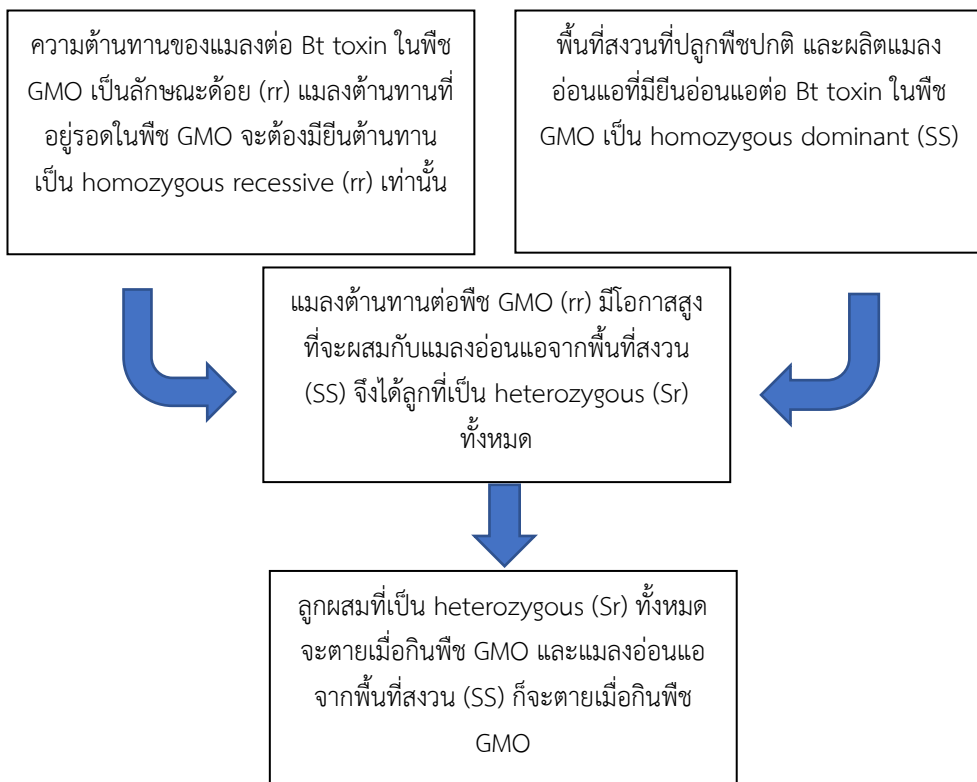 ความต้านทานของแมลงต่อ Bt toxin ในพืช
GMO เป็นลักษณะด้อย (rr) แมลงต้านทานที่
อยู่รอดในพืช GMO จะต้องมียีนต้านทาน
เป็น homozygous recessive (rr) เท่านั้น
พื้นที่สงวนที่ปลูกพืชปกติ และผลิตแมลง
อ่อนแอที่มียีนอ่อนแอต่อ Bt toxin ในพืช
GMO เป็น homozygous dominant (SS)
แมลงต้านทานต่อพืช GMO (rr) มีโอกาสสูง
ที่จะผสมกับแมลงอ่อนแอจากพื้นที่สงวน
(SS) จึงได้ลูกที่เป็น heterozygous (Sr)
ทั้งหมด
ลูกผสมที่เป็น heterozygous (Sr) ทั้งหมด
จะตายเมื่อกินพืช GMO และแมลงอ่อนแอ
จากพื้นที่สงวน (SS) ก็จะตายเมื่อกินพืช
GMO